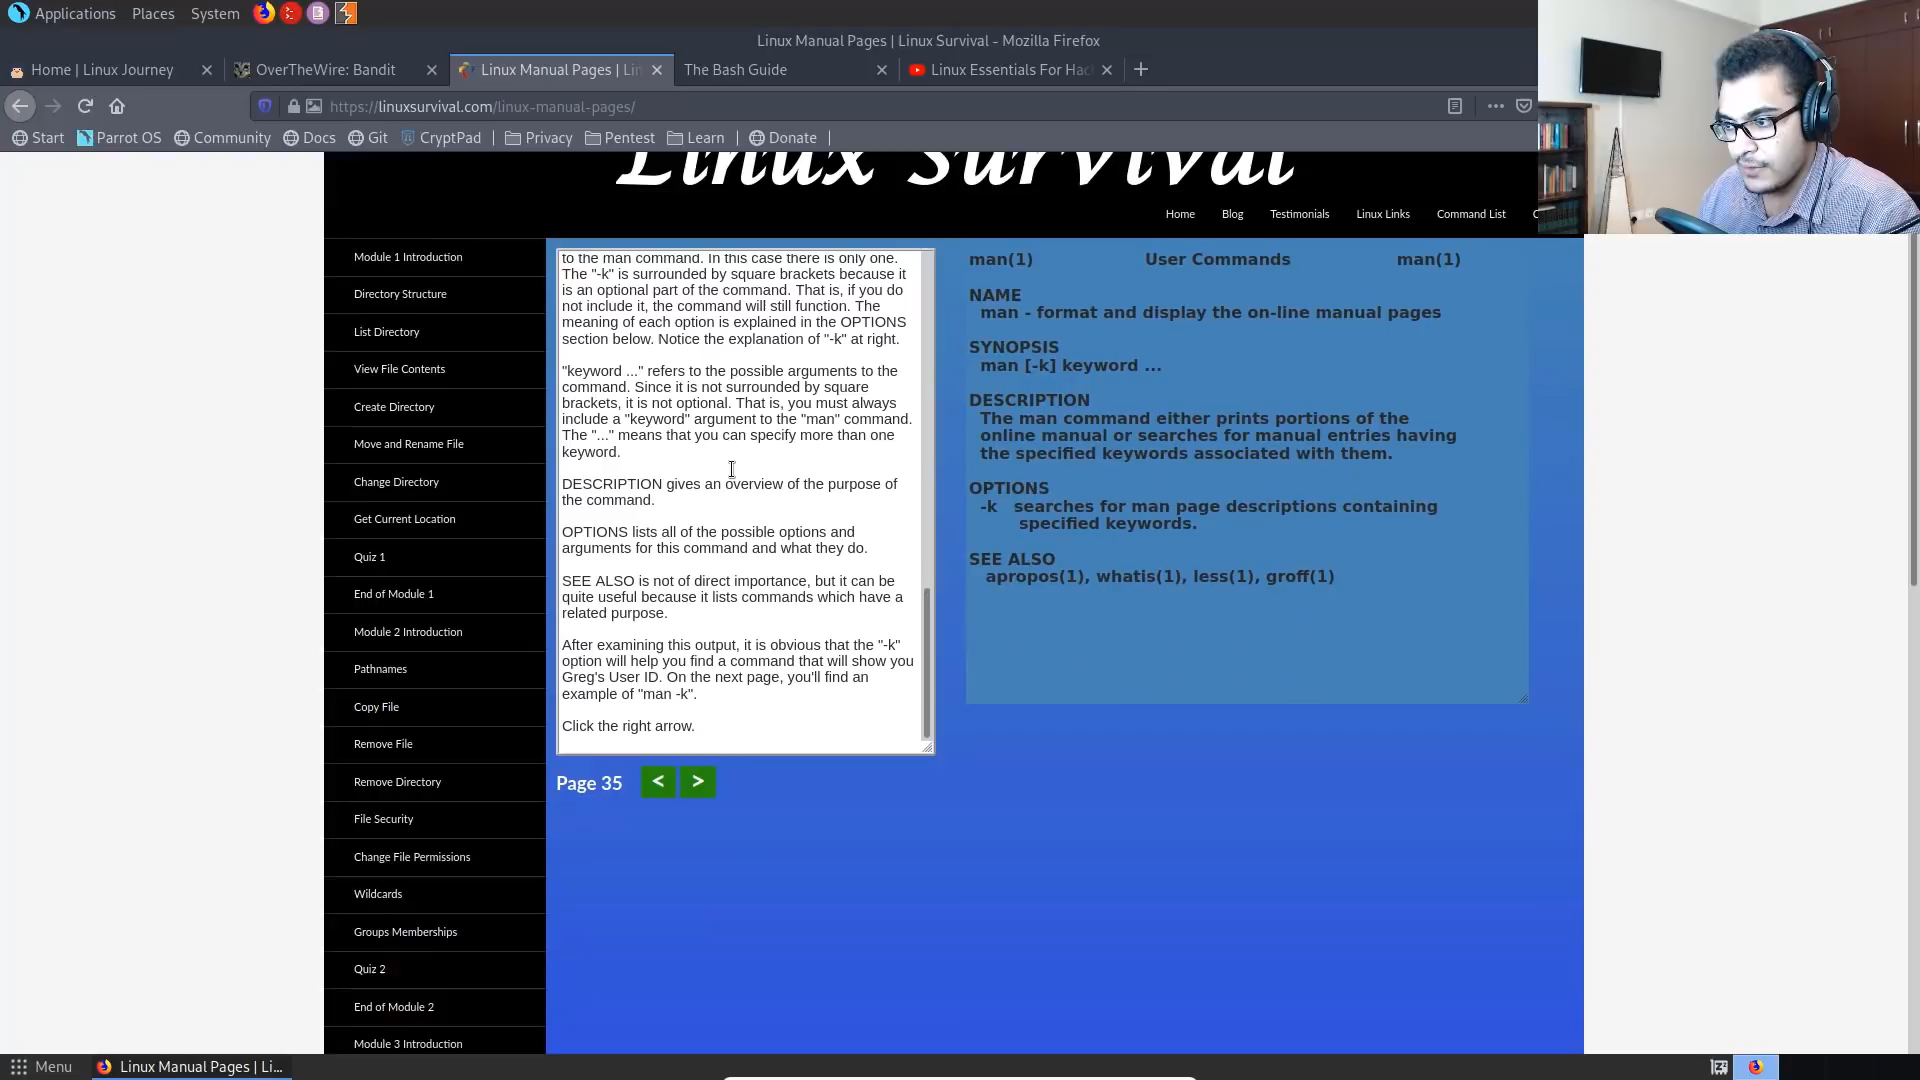 Applications Places System
Linux Manual Pages | Linux Survival - Mozilla Firefox
Home | Linux Journey
OverTheWire: Bandit
Linux Manual Pages | Lin
The Bash Guide
Linux Essentials For Hac
https://linuxsurvival.com/linux-manual-pages/
Start Parrot OS Community Docs Git CryptPad Privacy Pentest Learn Donate
Linux Survival
Home Blog Testimonials Linux Links Command List
Module 1 Introduction
Directory Structure
List Directory
View File Contents
Create Directory
Move and Rename File
Change Directory
Get Current Location
Quiz 1
End of Module 1
Module 2 Introduction
Pathnames
Copy File
Remove File
Remove Directory
File Security
Change File Permissions
Wildcards
Groups Memberships
Quiz 2
End of Module 2
Module 3 Introduction
to the man command. In this case there is only one.
The "-k" is surrounded by square brackets because it
is an optional part of the command. That is, if you do
not include it, the command will still function. The
meaning of each option is explained in the OPTIONS
section below. Notice the explanation of "-k" at right.
"keyword ..." refers to the possible arguments to the
command. Since it is not surrounded by square
brackets, it is not optional. That is, you must always
include a "keyword" argument to the "man" command.
The "..." means that you can specify more than one
keyword.
DESCRIPTION gives an overview of the purpose of
the command.
OPTIONS lists all of the possible options and
arguments for this command and what they do.
SEE ALSO is not of direct importance, but it can be
quite useful because it lists commands which have a
related purpose.
After examining this output, it is obvious that the "-k"
option will help you find a command that will show you
Greg's User ID. On the next page, you'll find an
example of "man -k".
Click the right arrow.
Page 35 < >
man(1) User Commands man(1)
NAME
man - format and display the on-line manual pages
SYNOPSIS
man [-k] keyword ...
DESCRIPTION
The man command either prints portions of the
online manual or searches for manual entries having
the specified keywords associated with them.
OPTIONS
-k searches for man page descriptions containing
specified keywords.
SEE ALSO
apropos(1), whatis(1), less(1), groff(1)
Menu Linux Manual Pages | Li...